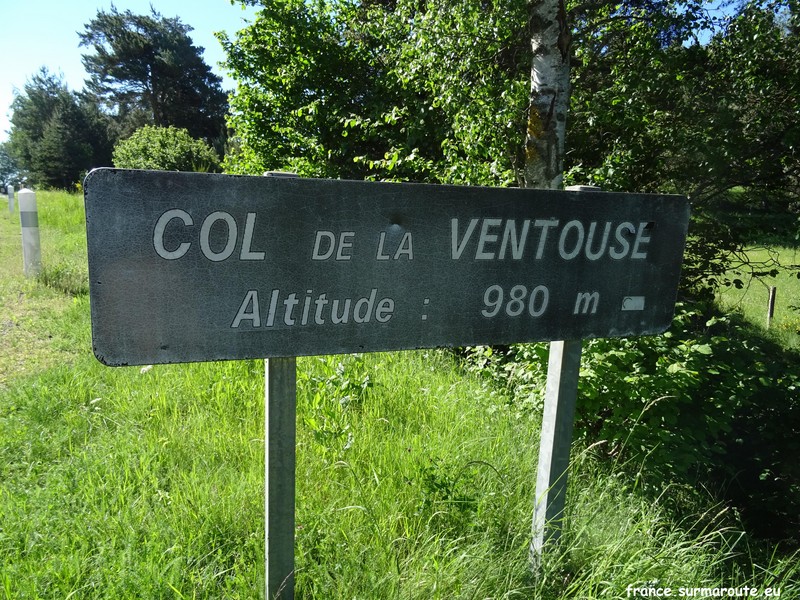 COL DE LA VENTOUSE
Altitude : 980 m
france.surmaroute.eu